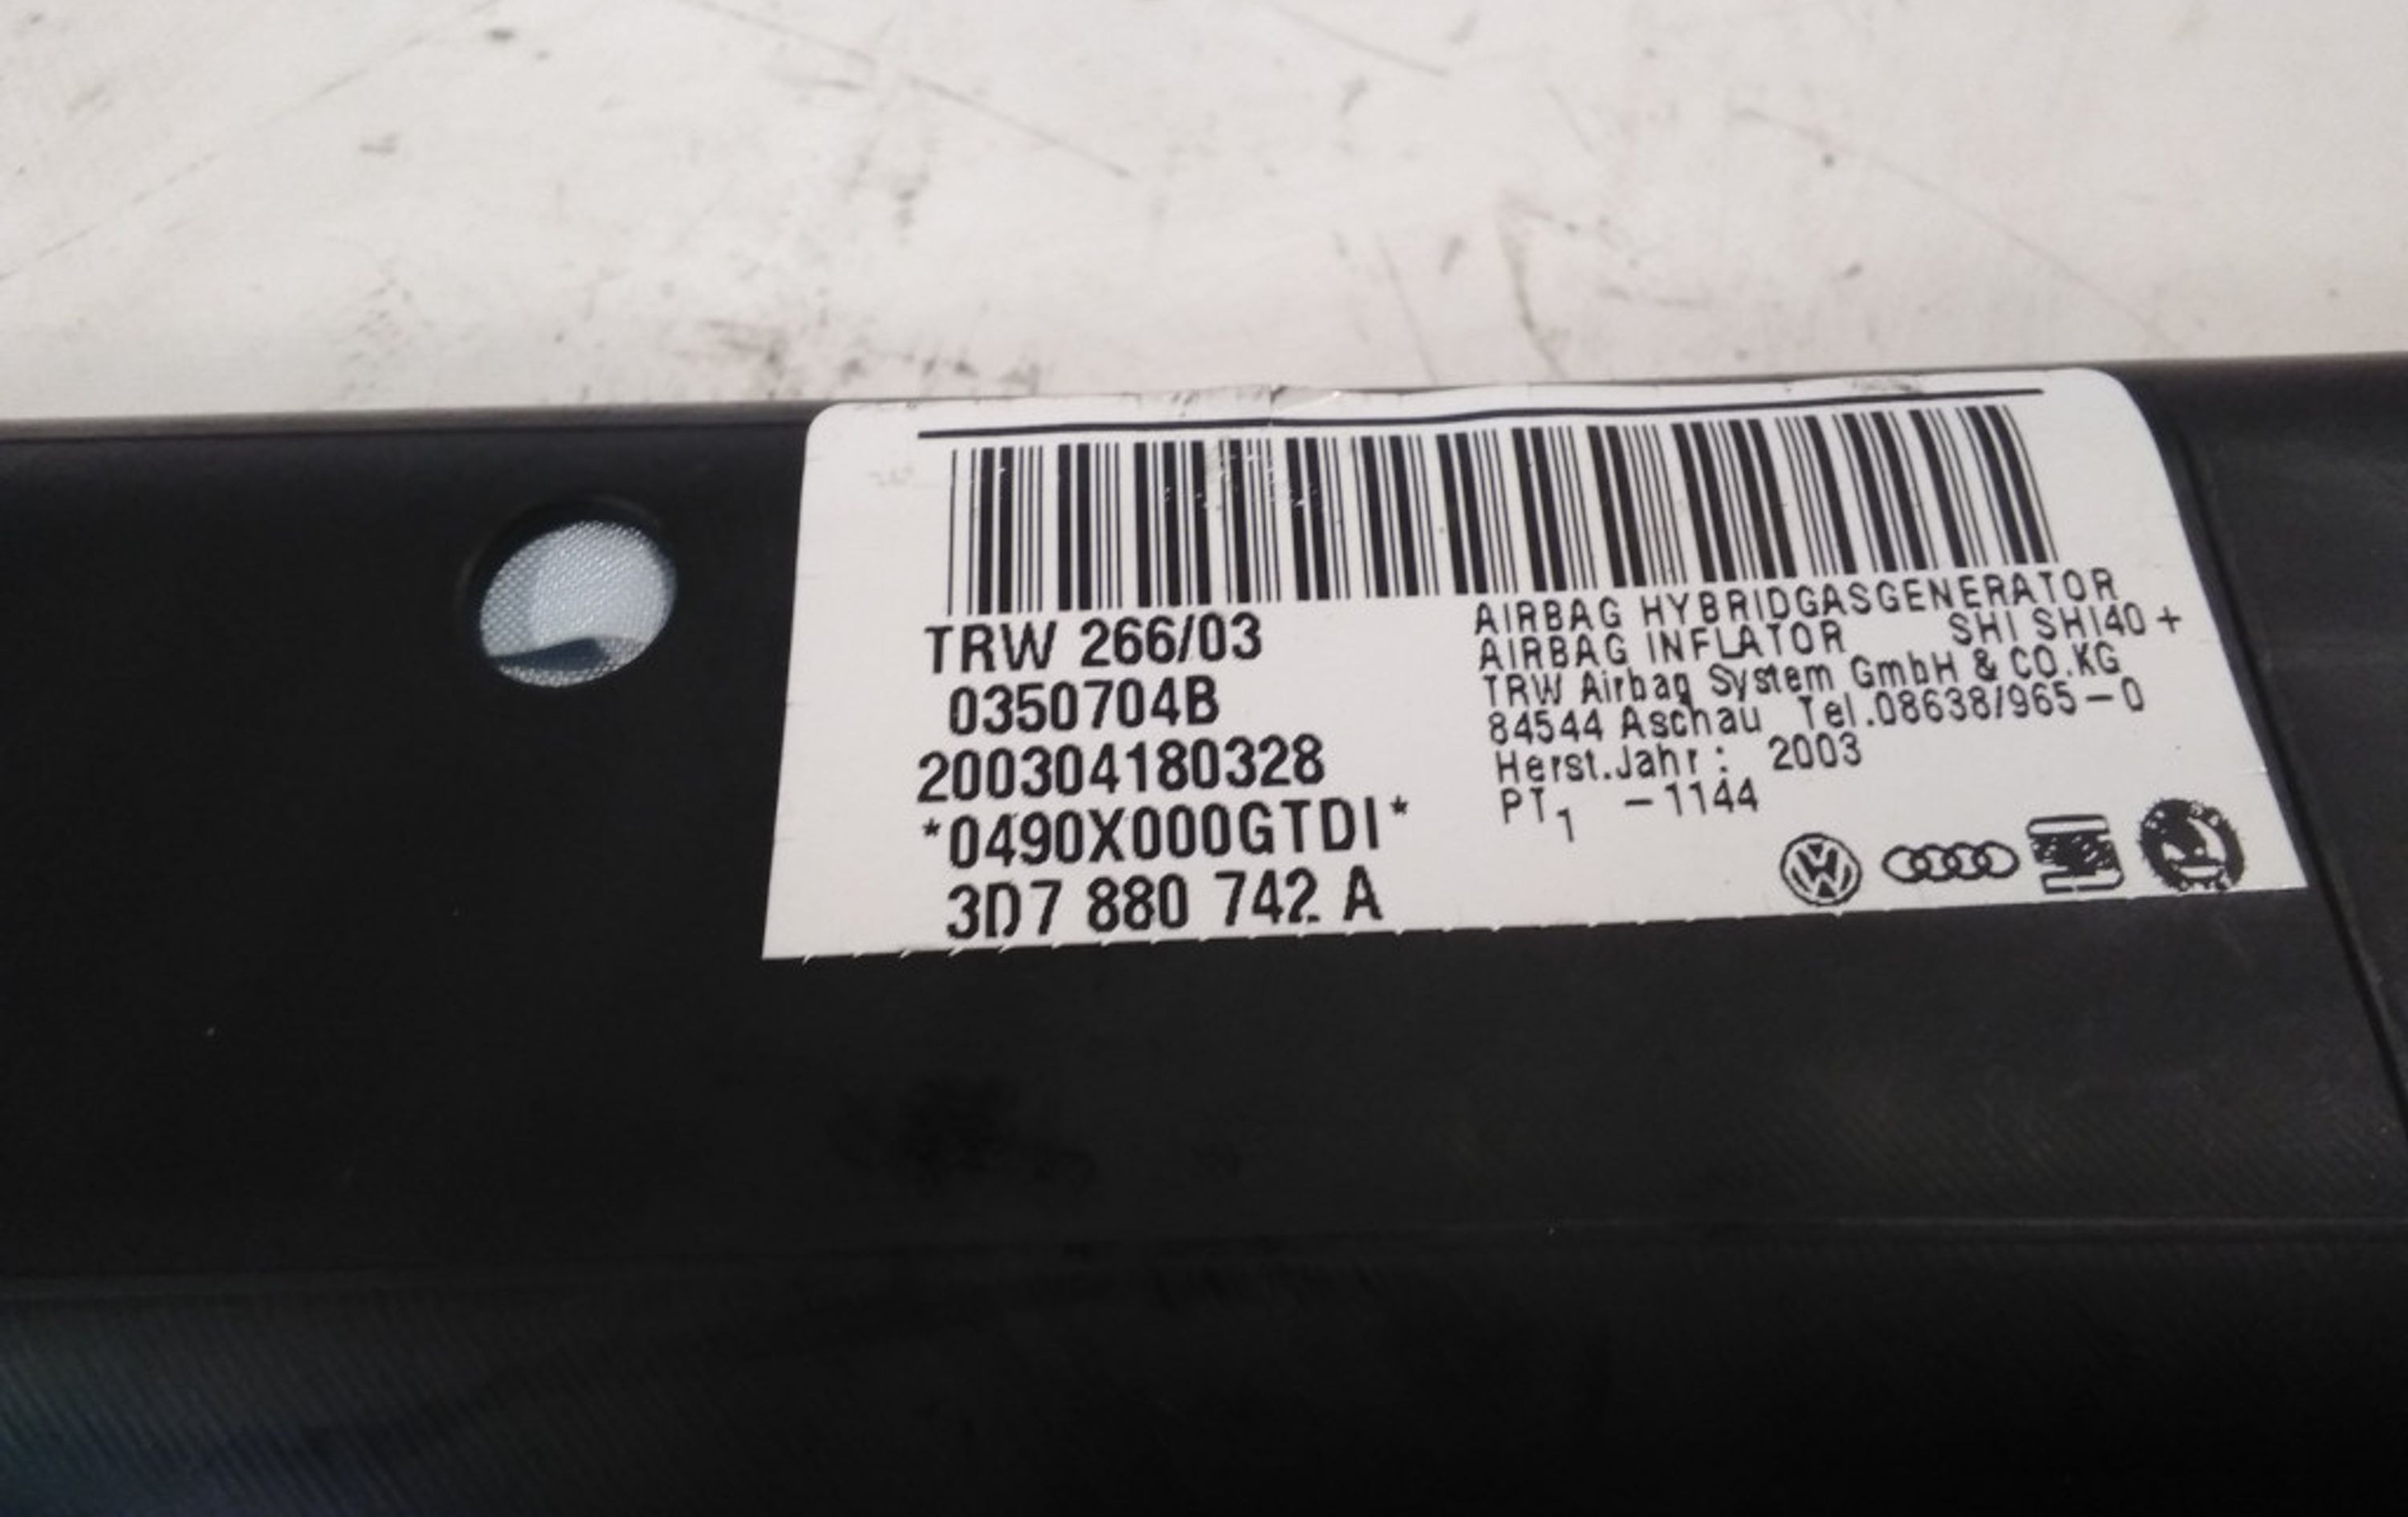 TRW 266/03
0350704B
200304180328
*0490X000GTDI*
3D7 880 742 A
AIRBAG HYBRIDGASGENERATOR
AIRBAG INFLATOR SHI SHI40+
TRW Airbag System GmbH & CO.KG
84544 Aschau Tel.08638/965-0
Herst.Jahr: 2003
PT1 -1144